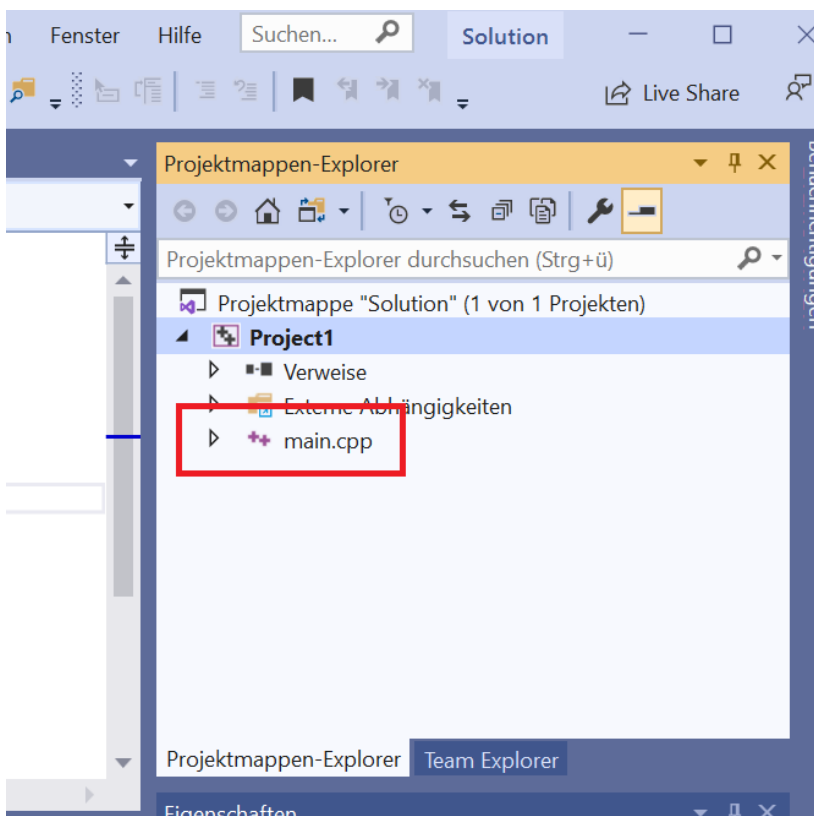 Fenster Hilfe Suchen... Solution
Live Share
Projektmappen-Explorer
Projektmappen-Explorer durchsuchen (Strg+ü)
Projektmappe "Solution" (1 von 1 Projekten)
Project1
Verweise
Externe Abhängigkeiten
main.cpp
Projektmappen-Explorer Team Explorer
Eigenschaften
Benachrichtigungen